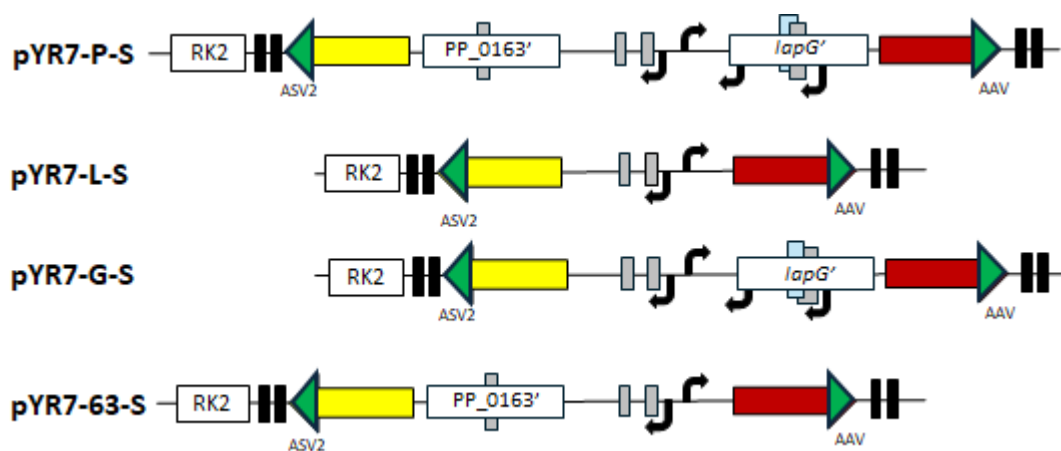 pYR7-P-S RK2 PP_0163' lapG'
ASV2 AAV
pYR7-L-S RK2
ASV2 AAV
pYR7-G-S RK2 lapG'
ASV2 AAV
pYR7-63-S RK2 PP_0163'
ASV2 AAV